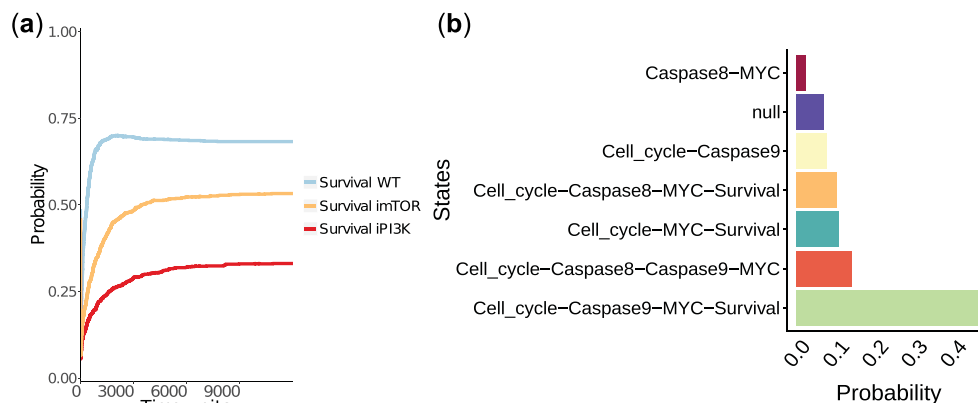 (a)
1.00
0.75
0.50
0.25
0.00
Probability
0 3000 6000 9000
Survival WT
Survival imTOR
Survival iPI3K
(b)
States
Caspase8−MYC
null
Cell_cycle−Caspase9
Cell_cycle−Caspase8−MYC−Survival
Cell_cycle−MYC−Survival
Cell_cycle−Caspase8−Caspase9−MYC
Cell_cycle−Caspase9−MYC−Survival
0.0 0.1 0.2 0.3 0.4
Probability